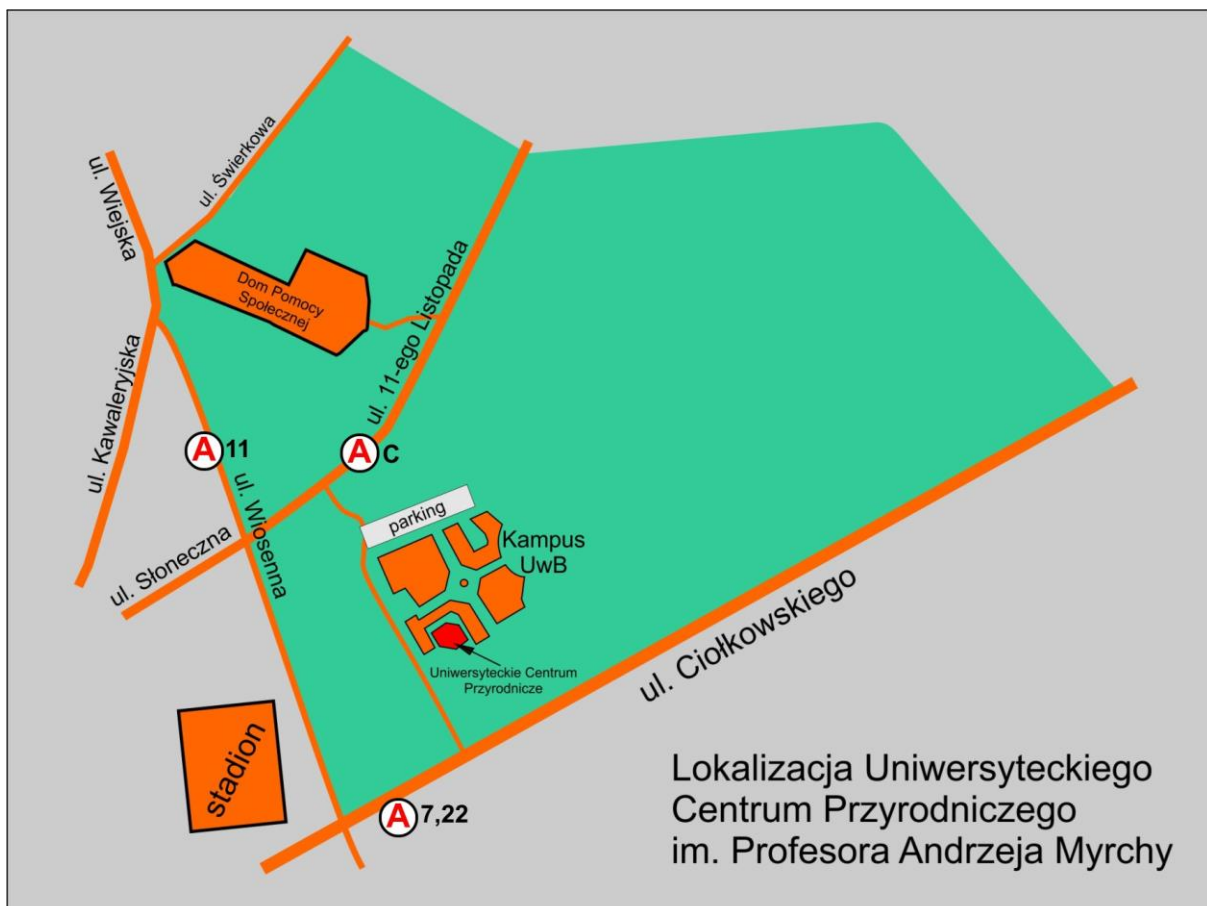 ul. Świerkowa
ul. Wiejska
Dom Pomocy
Społecznej
ul. 11-ego Listopada
ul. Kawaleryjska
A 11
A C
ul. Wiosenna
parking
Kampus
UwB
ul. Słoneczna
Uniwersyteckie Centrum
Przyrodnicze
ul. Ciołkowskiego
stadion
A 7,22
Lokalizacja Uniwersyteckiego
Centrum Przyrodniczego
im. Profesora Andrzeja Myrchy